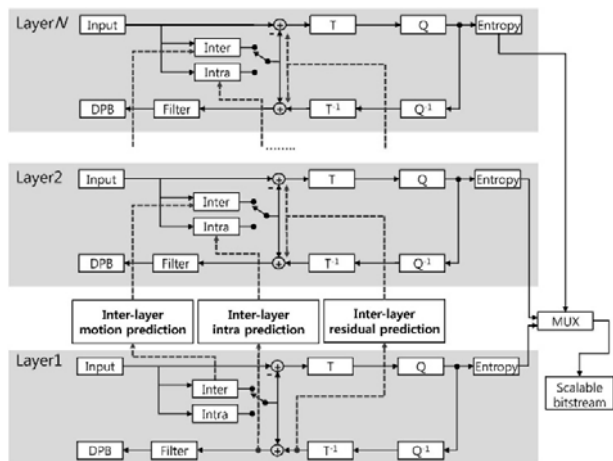 LayerN
Input
T
Q
Entropy
Inter
Intra
DPB
Filter
T-1
Q-1
........
Layer2
Input
T
Q
Entropy
Inter
Intra
DPB
Filter
T-1
Q-1
Inter-layer
motion prediction
Inter-layer
intra prediction
Inter-layer
residual prediction
MUX
Layer1
Input
T
Q
Entropy
Inter
Intra
Scalable
bitstream
DPB
Filter
T-1
Q-1